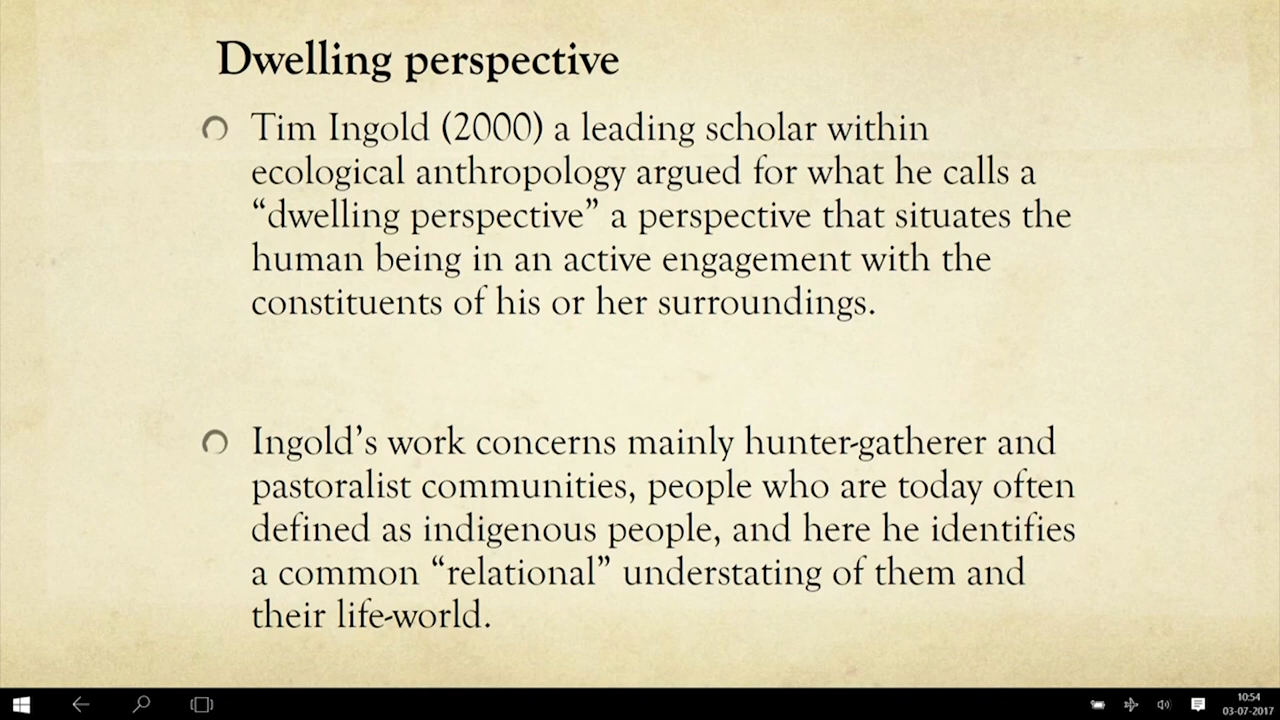 Dwelling perspective
Tim Ingold (2000) a leading scholar within
ecological anthropology argued for what he calls a
“dwelling perspective” a perspective that situates the
human being in an active engagement with the
constituents of his or her surroundings.
Ingold’s work concerns mainly hunter-gatherer and
pastoralist communities, people who are today often
defined as indigenous people, and here he identifies
a common “relational” understating of them and
their life-world.
10:54
03-07-2017